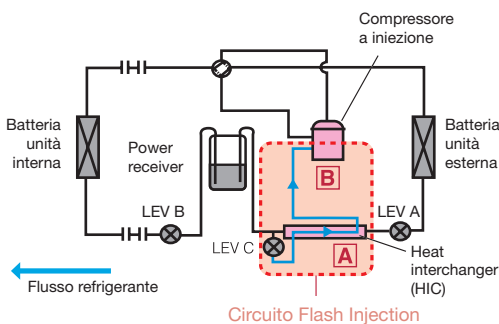 Compressore
a iniezione
Batteria
unità
interna
Power
receiver
Batteria
unità
esterna
B
LEV B
LEV A
LEV C
A
Heat
interchanger
(HIC)
Flusso refrigerante
Circuito Flash Injection